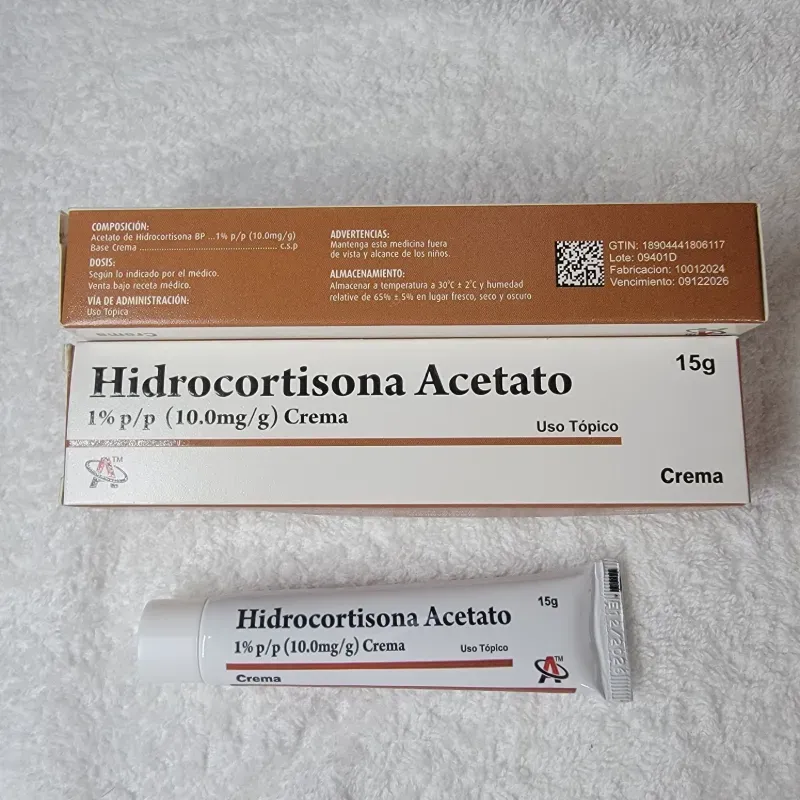 COMPOSICIÓN:
Acetato de Hidrocortisona BP ...1% p/p (10.0mg/g)
Base Crema ................................................ c.s.p
DOSIS:
Según lo indicado por el médico.
Venta bajo receta médico.
VÍA DE ADMINISTRACIÓN:
Uso Tópica
ADVERTENCIAS:
Mantenga esta medicina fuera
de vista y alcance de los niños.
ALMACENAMIENTO:
Almacenar a temperatura a 30°C ± 2°C y humedad
relative de 65% ± 5% en lugar fresco, seco y oscuro
GTIN: 18904441806117
Lote: 09401D
Fabricacion: 10012024
Vencimiento: 09122026
Crema
Hidrocortisona Acetato
15g
1% p/p (10.0mg/g) Crema
Uso Tópico
TM
Crema
Hidrocortisona Acetato
15g
1% p/p (10.0mg/g) Crema
Uso Tópico
TM
Crema